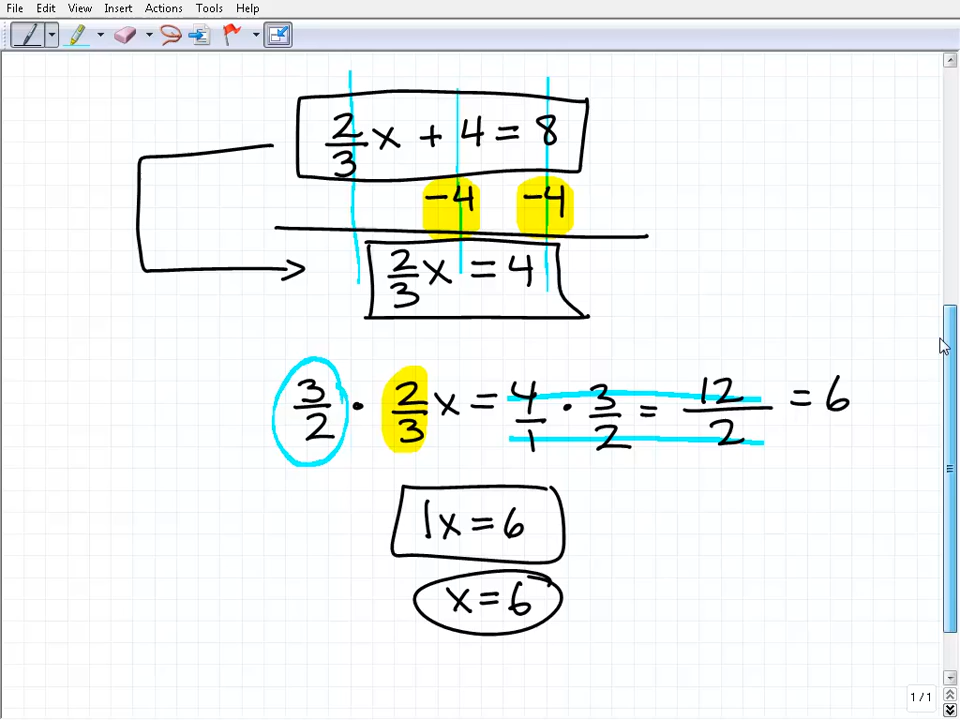 File Edit View Insert Actions Tools Help
2/3 x + 4 = 8
-4 -4
2/3 x = 4
3/2 · 2/3 x = 4/1 · 3/2 = 12/2 = 6
1x = 6
x = 6
1 / 1